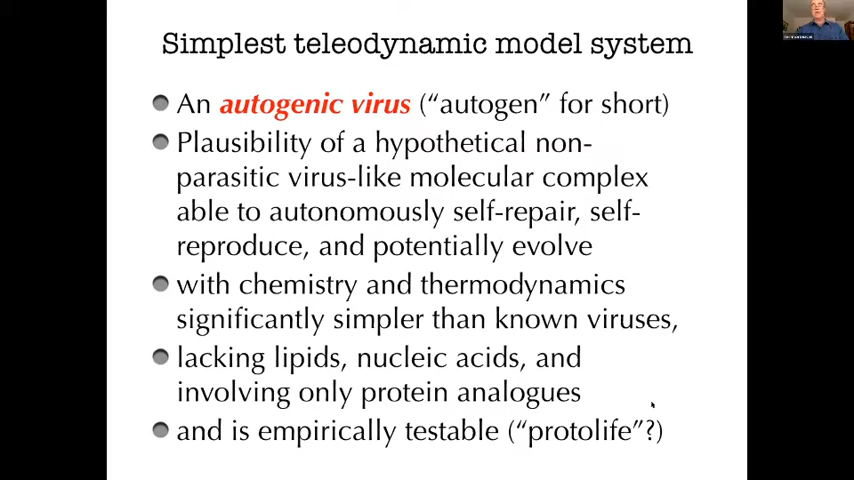 Simplest teleodynamic model system
An autogenic virus (“autogen” for short)
Plausibility of a hypothetical non-
parasitic virus-like molecular complex
able to autonomously self-repair, self-
reproduce, and potentially evolve
with chemistry and thermodynamics
significantly simpler than known viruses,
lacking lipids, nucleic acids, and
involving only protein analogues
and is empirically testable (“protolife”?)